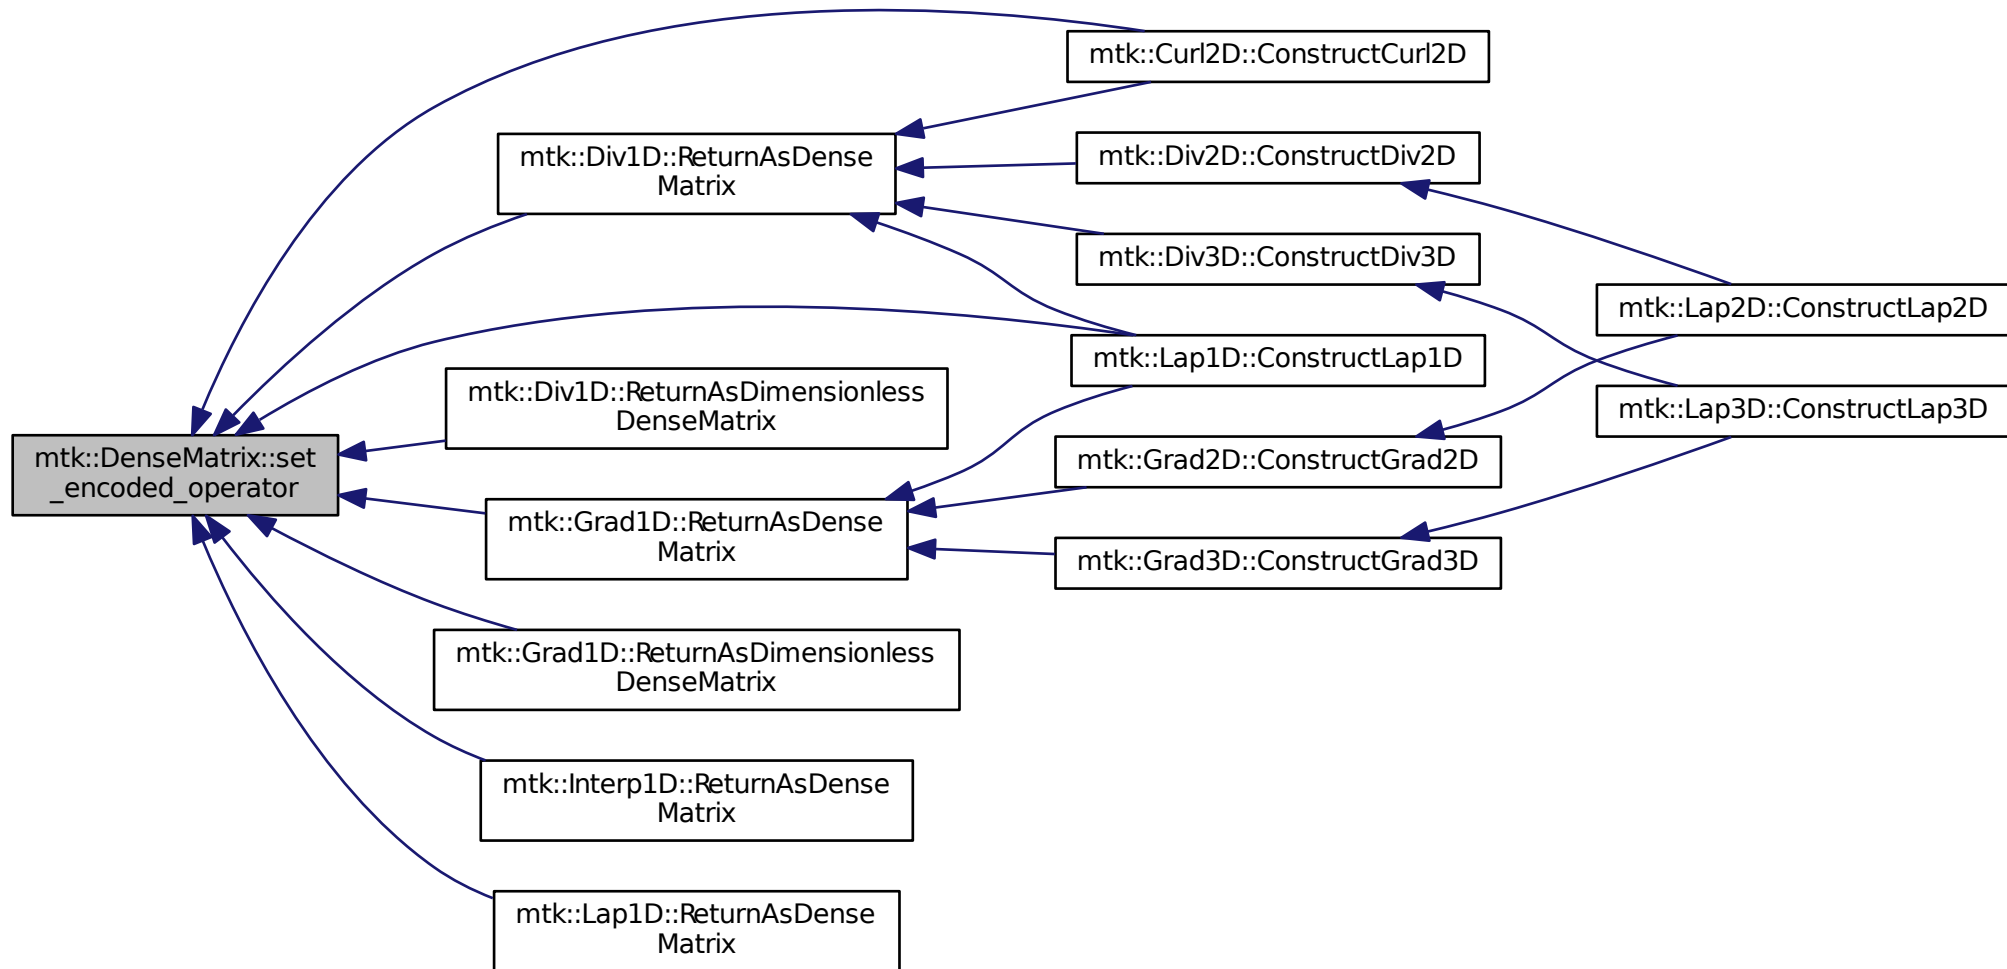 mtk::DenseMatrix::set
_encoded_operator
mtk::Curl2D::ConstructCurl2D
mtk::Div1D::ReturnAsDense
Matrix
mtk::Div2D::ConstructDiv2D
mtk::Div3D::ConstructDiv3D
mtk::Lap1D::ConstructLap1D
mtk::Lap2D::ConstructLap2D
mtk::Lap3D::ConstructLap3D
mtk::Div1D::ReturnAsDimensionless
DenseMatrix
mtk::Grad1D::ReturnAsDense
Matrix
mtk::Grad2D::ConstructGrad2D
mtk::Grad3D::ConstructGrad3D
mtk::Grad1D::ReturnAsDimensionless
DenseMatrix
mtk::Interp1D::ReturnAsDense
Matrix
mtk::Lap1D::ReturnAsDense
Matrix